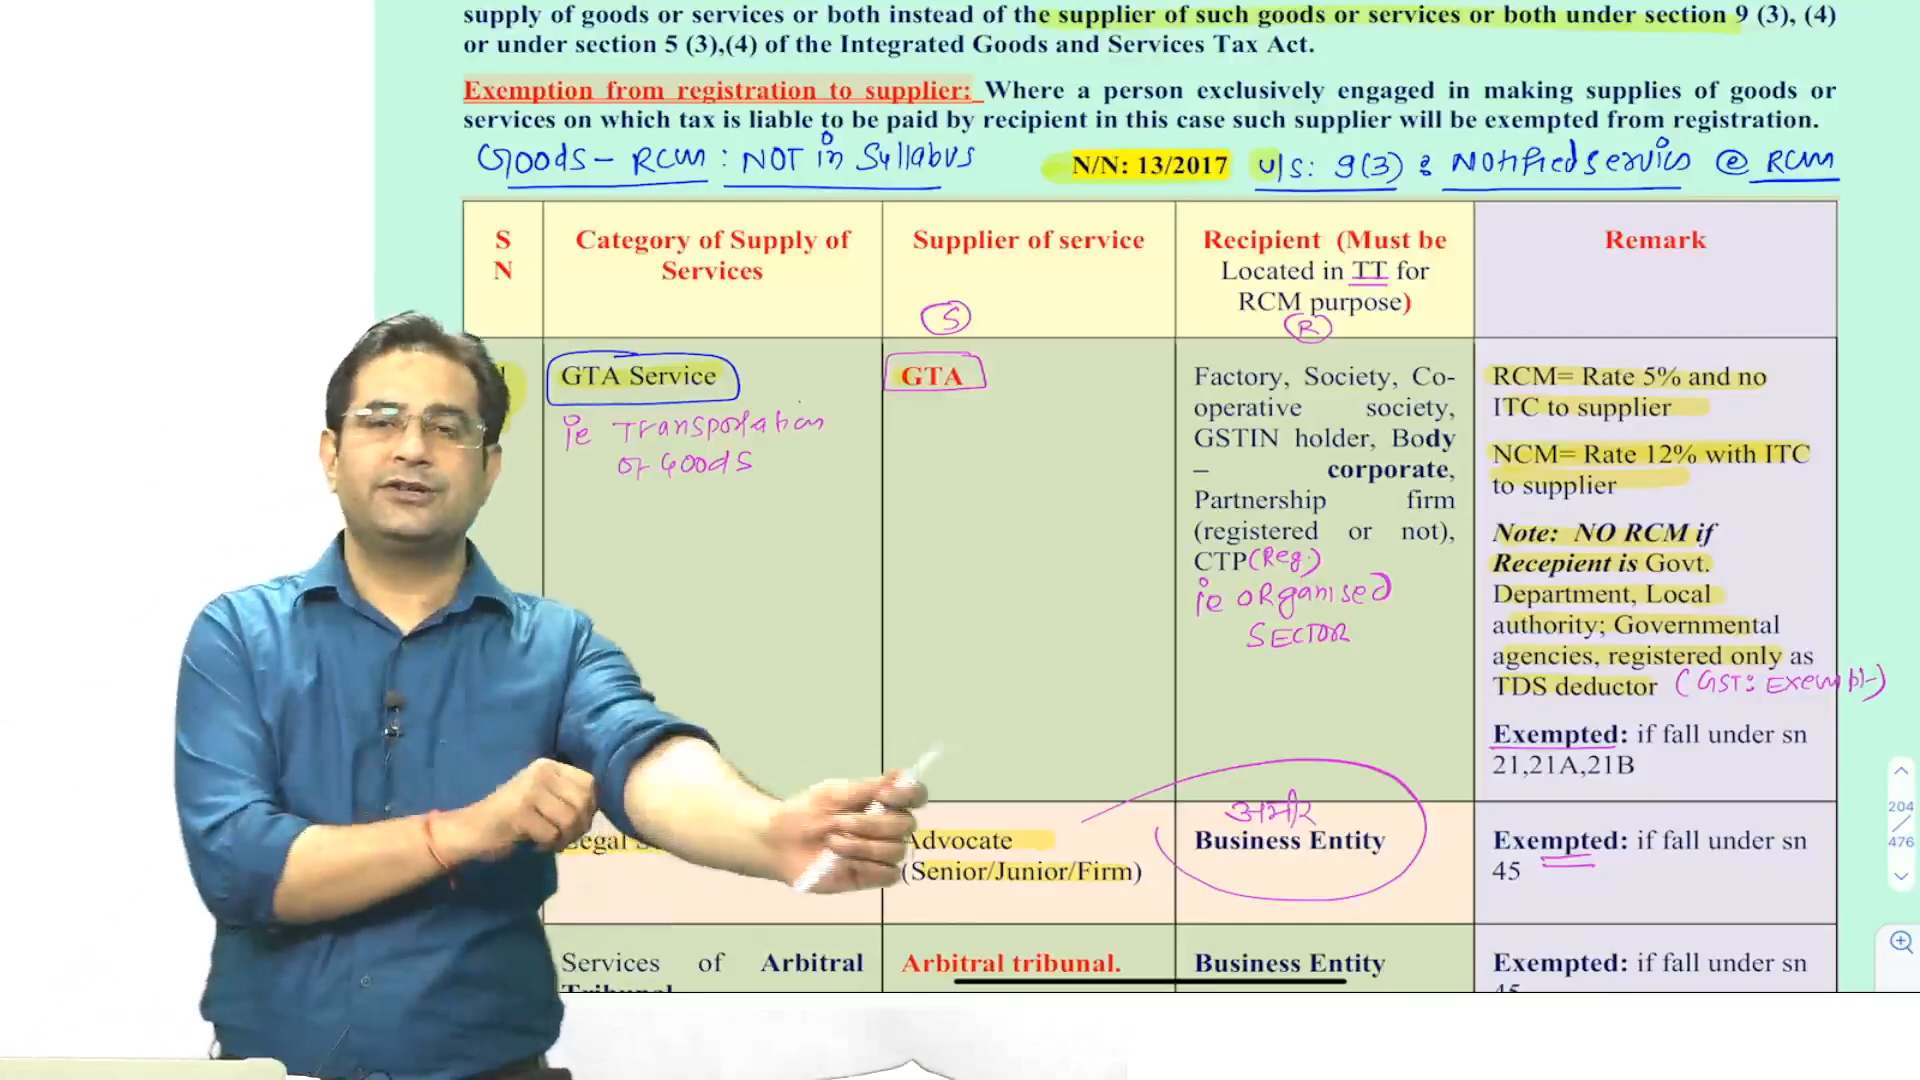 supply of goods or services or both instead of the supplier of such goods or services or both under section 9 (3), (4)
or under section 5 (3),(4) of the Integrated Goods and Services Tax Act.
Exemption from registration to supplier: Where a person exclusively engaged in making supplies of goods or
services on which tax is liable to be paid by recipient in this case such supplier will be exempted from registration.
Goods - RCM : NOT in Syllabus
N/N: 13/2017 U/S: 9(3) : Notified Services @ RCM
S
N
Category of Supply of
Services
Supplier of service
S
Recipient (Must be
Located in TT for
RCM purpose)
R
Remark
GTA Service
ie Transportation
of Goods
GTA
Factory, Society, Co-
operative society,
GSTIN holder, Body
– corporate,
Partnership firm
(registered or not),
CTP (Reg.)
ie ORganised
SECTOR
RCM= Rate 5% and no
ITC to supplier
NCM= Rate 12% with ITC
to supplier
Note: NO RCM if
Recepient is Govt.
Department, Local
authority; Governmental
agencies, registered only as
TDS deductor (GST: Exempt)
Exempted: if fall under sn
21,21A,21B
Advocate
(Senior/Junior/Firm)
अमीर
Business Entity
Exempted: if fall under sn
45
Services of Arbitral
Tribunal
Arbitral tribunal.
Business Entity
Exempted: if fall under sn
45
204
/
476